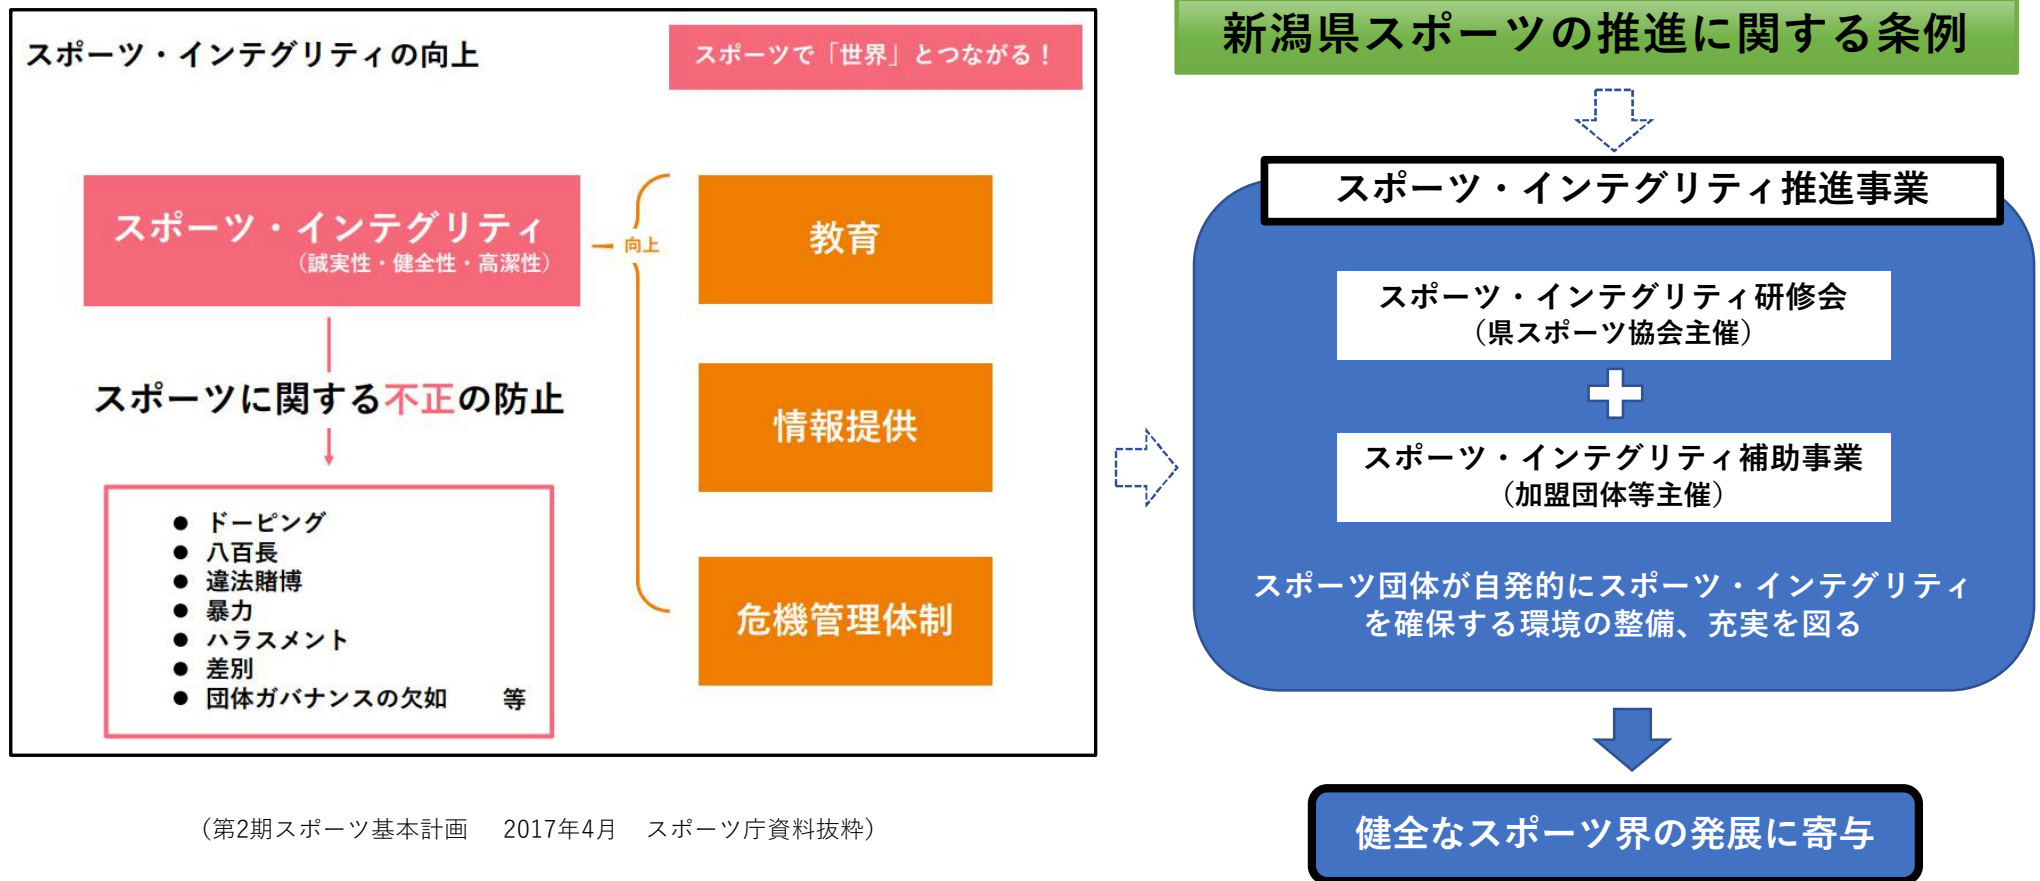 スポーツ・インテグリティの向上
スポーツで「世界」とつながる！
スポーツ・インテグリティ
（誠実性・健全性・高潔性）
向上
教育
情報提供
危機管理体制
スポーツに関する不正の防止
● ドーピング
● 八百長
● 違法賭博
● 暴力
● ハラスメント
● 差別
● 団体ガバナンスの欠如　　等
（第2期スポーツ基本計画　2017年4月　スポーツ庁資料抜粋）
新潟県スポーツの推進に関する条例
スポーツ・インテグリティ推進事業
スポーツ・インテグリティ研修会
（県スポーツ協会主催）
スポーツ・インテグリティ補助事業
（加盟団体等主催）
スポーツ団体が自発的にスポーツ・インテグリティ
を確保する環境の整備、充実を図る
健全なスポーツ界の発展に寄与